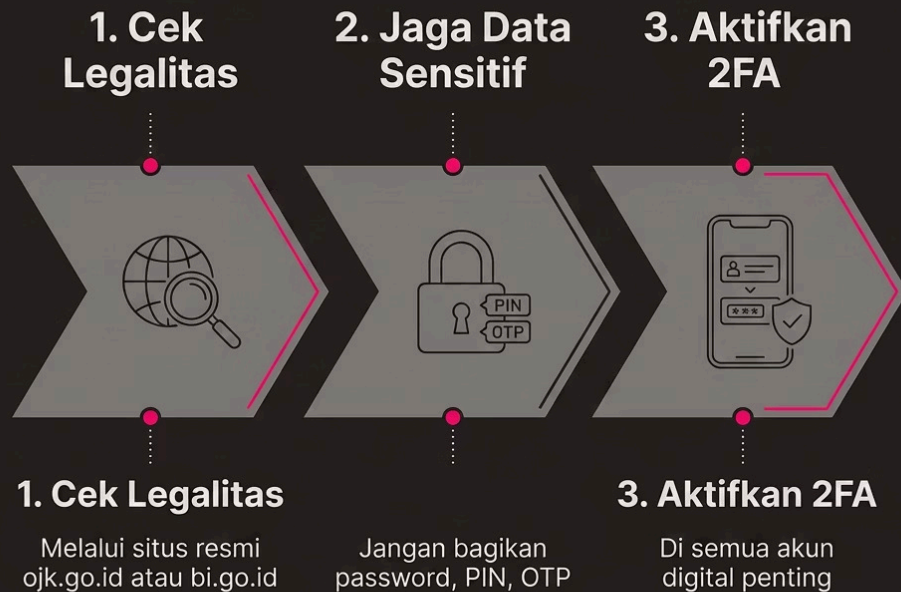 1. Cek
Legalitas
2. Jaga Data
Sensitif
3. Aktifkan
2FA
PIN
OTP
***
1. Cek Legalitas
Melalui situs resmi
ojk.go.id atau bi.go.id
Jangan bagikan
password, PIN, OTP
3. Aktifkan 2FA
Di semua akun
digital penting